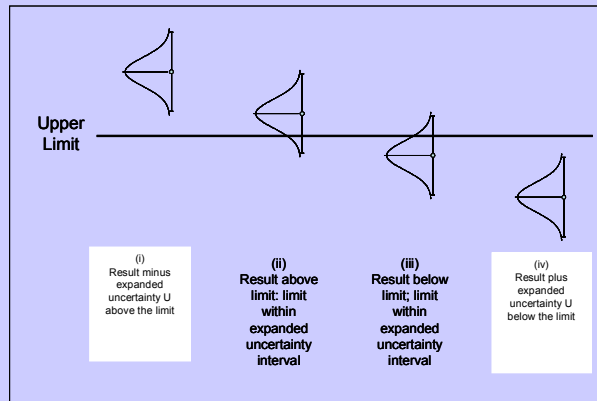 Upper
Limit
(i)
Result minus
expanded
uncertainty U
above the limit
(ii)
Result above
limit: limit
within
expanded
uncertainty
interval
(iii)
Result below
limit; limit
within
expanded
uncertainty
interval
(iv)
Result plus
expanded
uncertainty U
below the limit